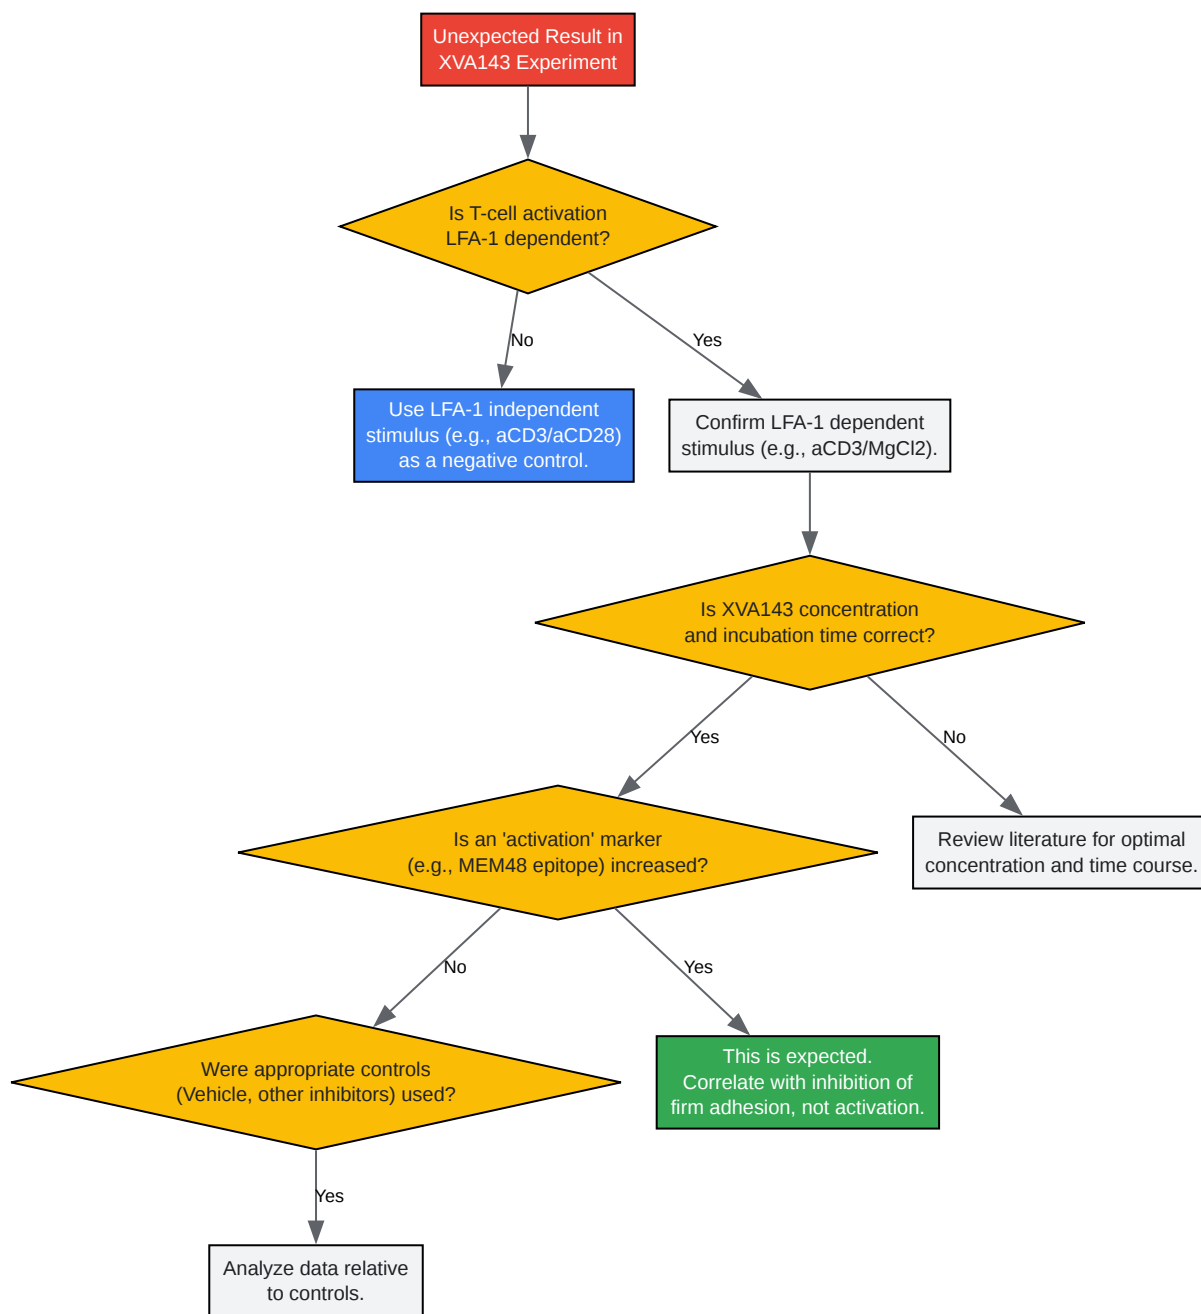 Unexpected Result in
XVA143 Experiment
Is T-cell activation
LFA-1 dependent?
No
Yes
Use LFA-1 independent
stimulus (e.g., aCD3/aCD28)
as a negative control.
Confirm LFA-1 dependent
stimulus (e.g., aCD3/MgCl2).
Is XVA143 concentration
and incubation time correct?
Yes
No
Is an 'activation' marker
(e.g., MEM48 epitope) increased?
Review literature for optimal
concentration and time course.
No
Yes
Were appropriate controls
(Vehicle, other inhibitors) used?
This is expected.
Correlate with inhibition of
firm adhesion, not activation.
Yes
Analyze data relative
to controls.